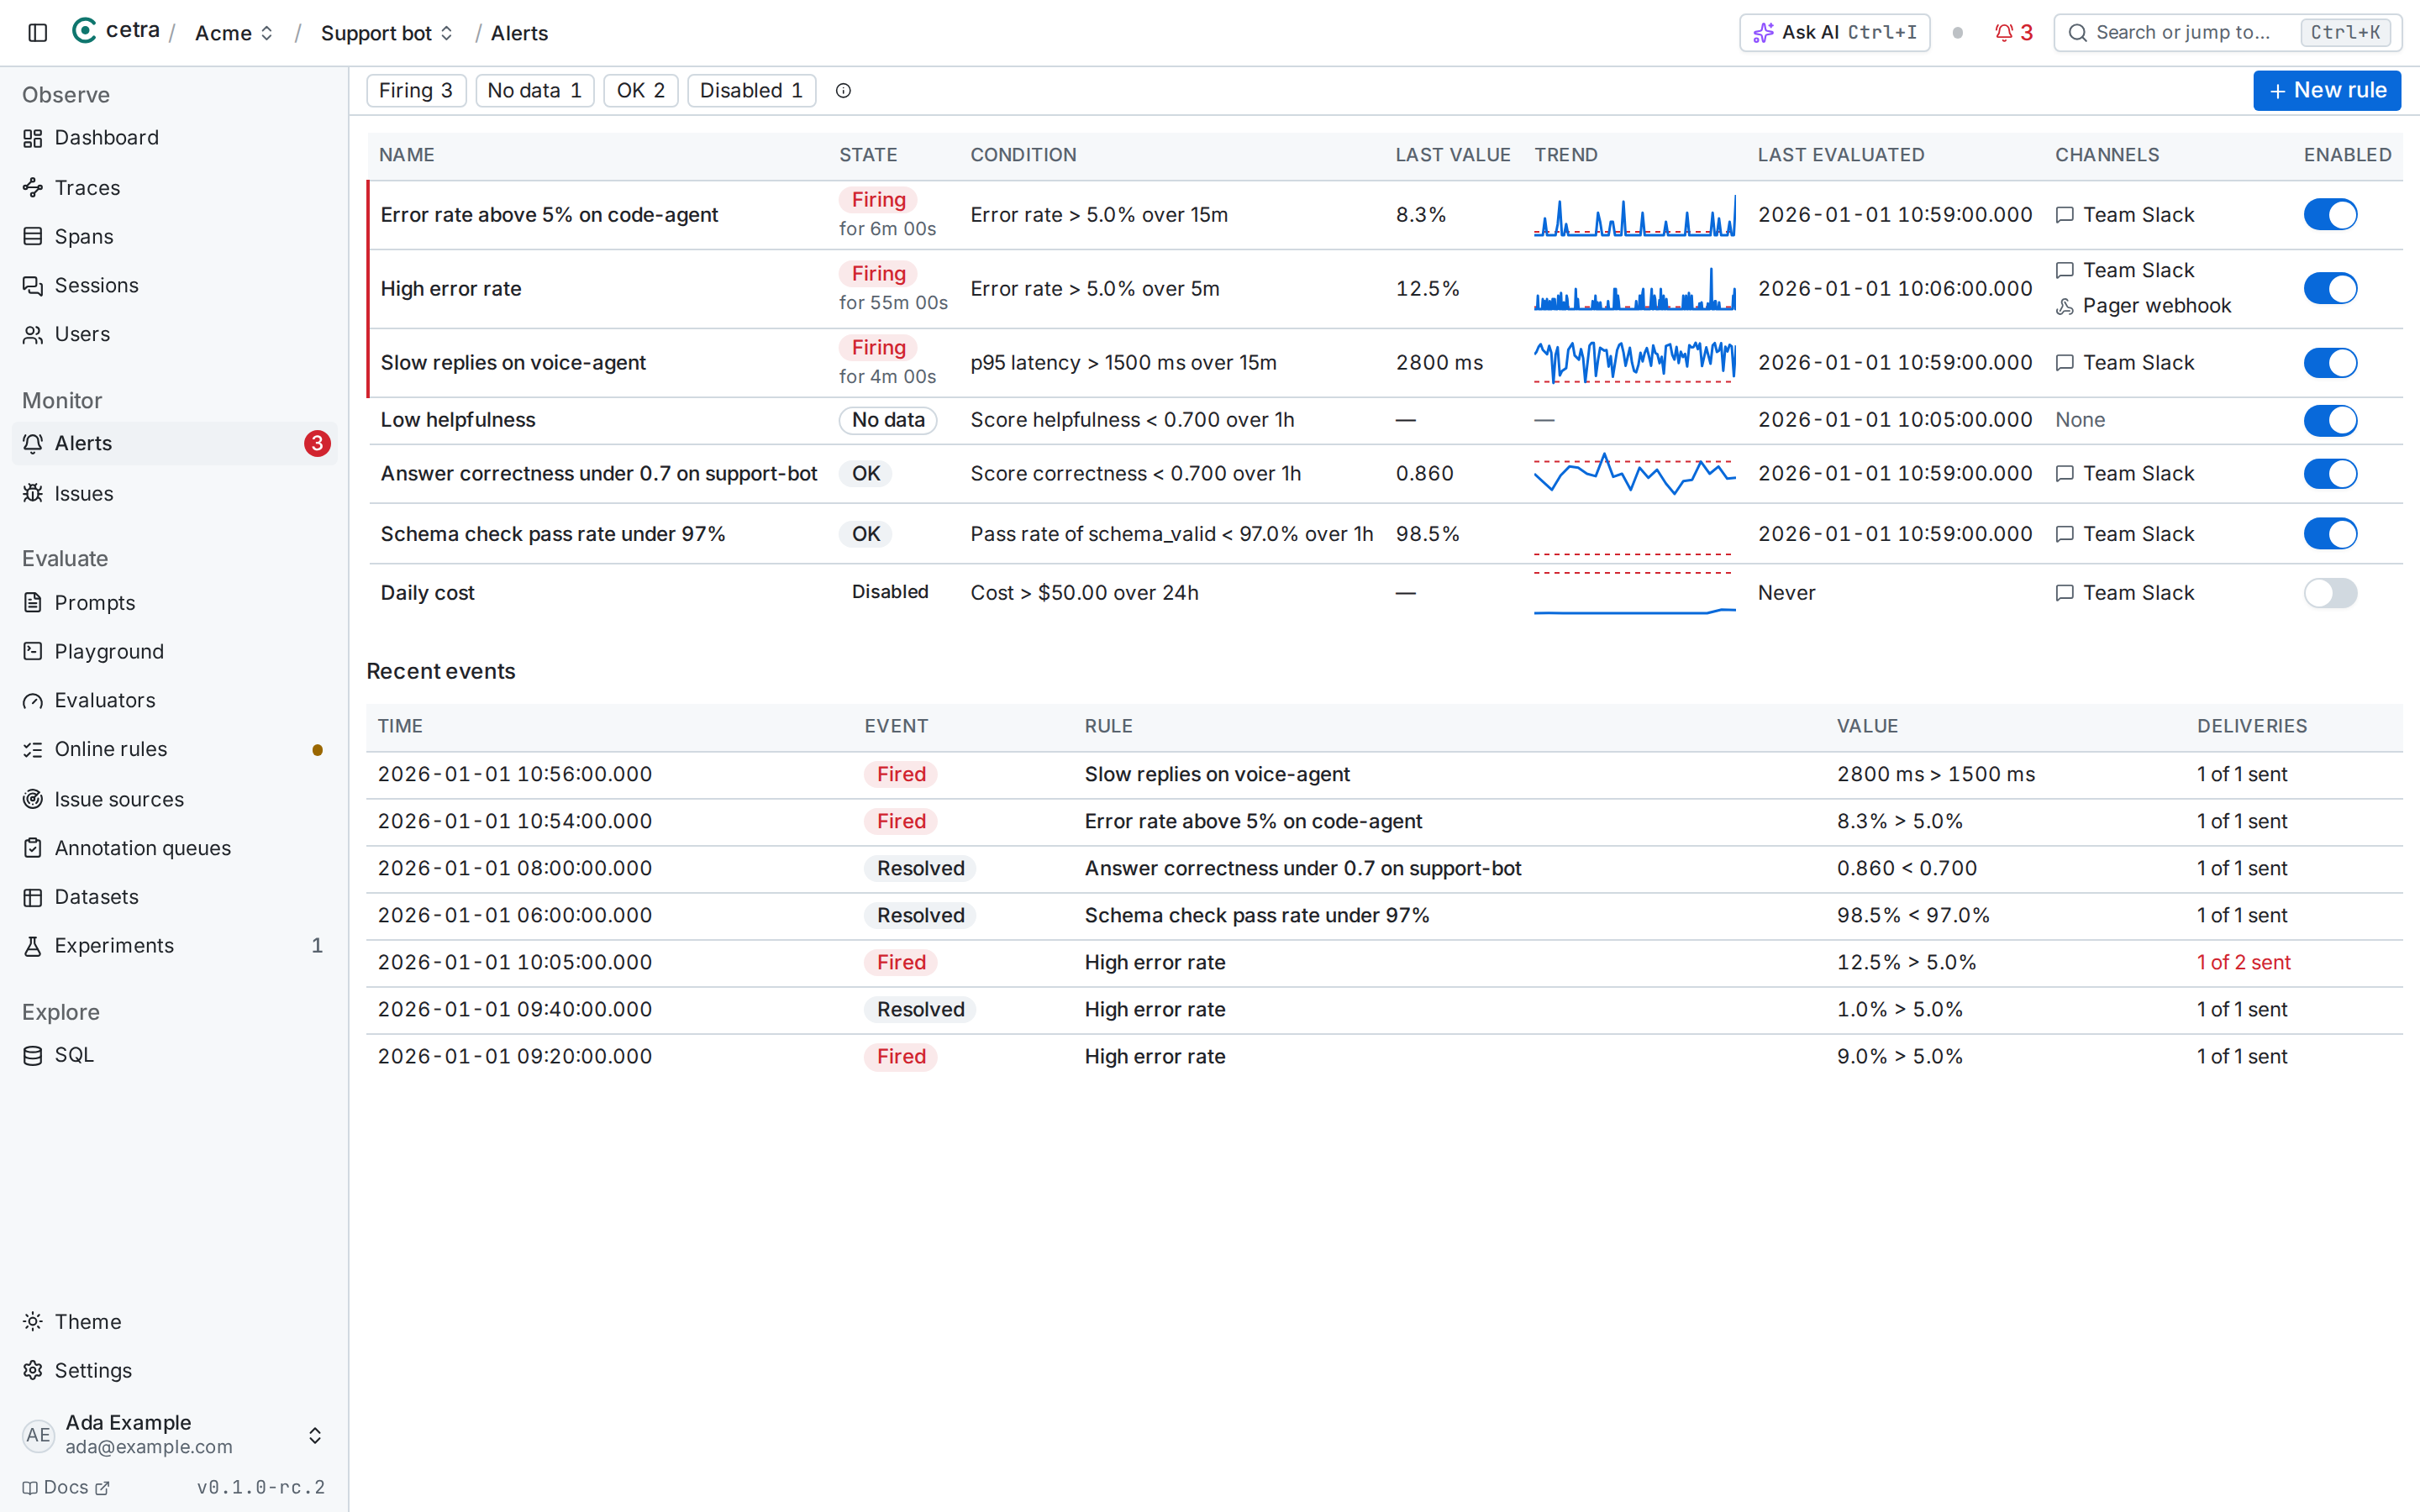 cetra / Acme / Support bot / Alerts
Ask AI Ctrl+I
3
Search or jump to... Ctrl+K
Observe
Dashboard
Traces
Spans
Sessions
Users
Monitor
Alerts 3
Issues
Evaluate
Prompts
Playground
Evaluators
Online rules
Issue sources
Annotation queues
Datasets
Experiments 1
Explore
SQL
Theme
Settings
AE
Ada Example
ada@example.com
Docs v0.1.0-rc.2
Firing 3 No data 1 OK 2 Disabled 1
+ New rule
NAME STATE CONDITION LAST VALUE TREND LAST EVALUATED CHANNELS ENABLED
Error rate above 5% on code-agent Firing for 6m 00s Error rate > 5.0% over 15m 8.3% 2026-01-01 10:59:00.000 Team Slack
High error rate Firing for 55m 00s Error rate > 5.0% over 5m 12.5% 2026-01-01 10:06:00.000 Team Slack Pager webhook
Slow replies on voice-agent Firing for 4m 00s p95 latency > 1500 ms over 15m 2800 ms 2026-01-01 10:59:00.000 Team Slack
Low helpfulness No data Score helpfulness < 0.700 over 1h — — 2026-01-01 10:05:00.000 None
Answer correctness under 0.7 on support-bot OK Score correctness < 0.700 over 1h 0.860 2026-01-01 10:59:00.000 Team Slack
Schema check pass rate under 97% OK Pass rate of schema_valid < 97.0% over 1h 98.5% 2026-01-01 10:59:00.000 Team Slack
Daily cost Disabled Cost > $50.00 over 24h — Never Team Slack
Recent events
TIME EVENT RULE VALUE DELIVERIES
2026-01-01 10:56:00.000 Fired Slow replies on voice-agent 2800 ms > 1500 ms 1 of 1 sent
2026-01-01 10:54:00.000 Fired Error rate above 5% on code-agent 8.3% > 5.0% 1 of 1 sent
2026-01-01 08:00:00.000 Resolved Answer correctness under 0.7 on support-bot 0.860 < 0.700 1 of 1 sent
2026-01-01 06:00:00.000 Resolved Schema check pass rate under 97% 98.5% < 97.0% 1 of 1 sent
2026-01-01 10:05:00.000 Fired High error rate 12.5% > 5.0% 1 of 2 sent
2026-01-01 09:40:00.000 Resolved High error rate 1.0% > 5.0% 1 of 1 sent
2026-01-01 09:20:00.000 Fired High error rate 9.0% > 5.0% 1 of 1 sent